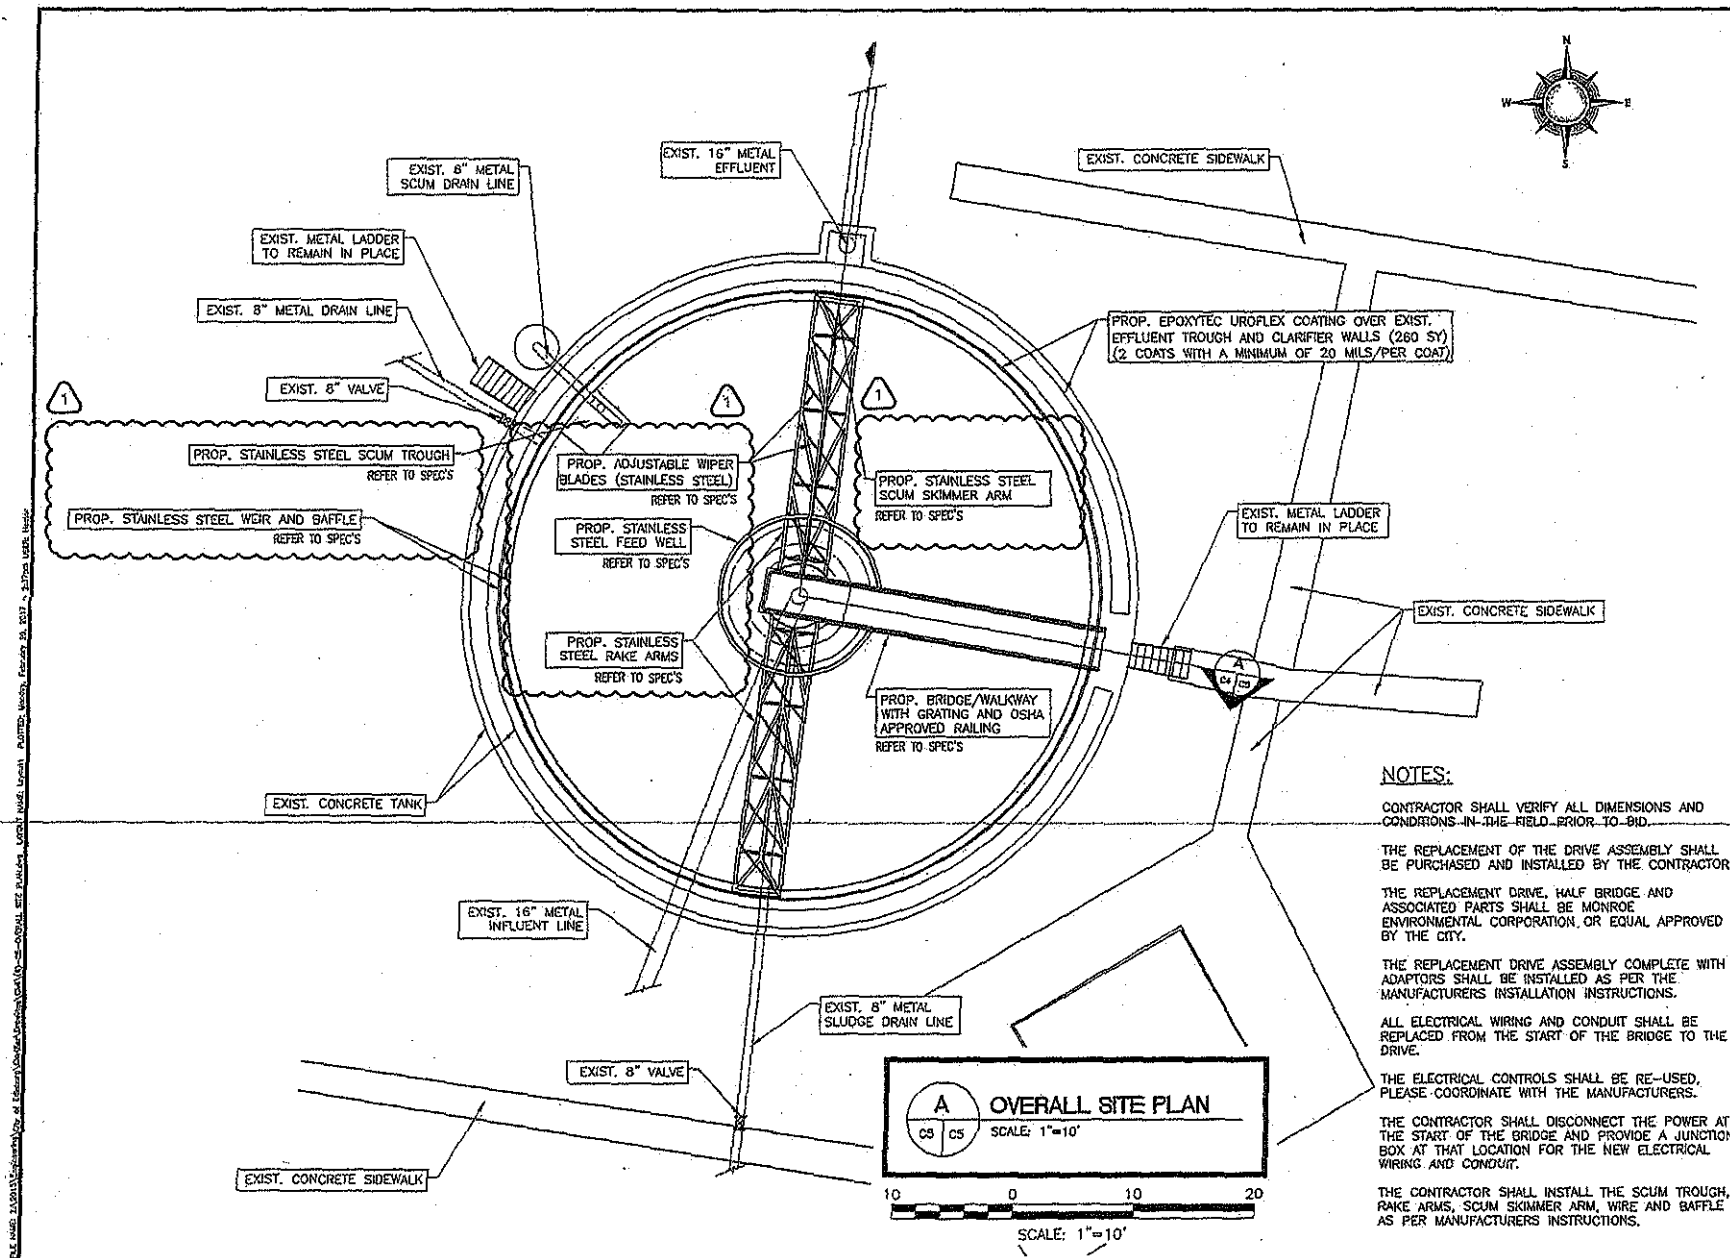 N
W
E
S
EXIST. 16" METAL
EFFLUENT
EXIST. CONCRETE SIDEWALK
EXIST. 8" METAL
SCUM DRAIN LINE
EXIST. METAL LADDER
TO REMAIN IN PLACE
EXIST. 8" METAL DRAIN LINE
PROP. EPOXYTEC UROFLEX COATING OVER EXIST.
EFFLUENT TROUGH AND CLARIFIER WALLS (260 SY)
(2 COATS WITH A MINIMUM OF 20 MILS/PER COAT)
EXIST. 8" VALVE
1
1
1
PROP. STAINLESS STEEL SCUM TROUGH
REFER TO SPEC'S
PROP. ADJUSTABLE WIPER
BLADES (STAINLESS STEEL)
REFER TO SPEC'S
PROP. STAINLESS STEEL
SCUM SKIMMER ARM
REFER TO SPEC'S
PROP. STAINLESS STEEL WEIR AND BAFFLE
REFER TO SPEC'S
PROP. STAINLESS
STEEL FEED WELL
REFER TO SPEC'S
EXIST. METAL LADDER
TO REMAIN IN PLACE
EXIST. CONCRETE SIDEWALK
PROP. STAINLESS
STEEL RAKE ARMS
REFER TO SPEC'S
A
C4
PROP. BRIDGE/WALKWAY
WITH GRATING AND OSHA
APPROVED RAILING
REFER TO SPEC'S
EXIST. CONCRETE TANK
EXIST. 16" METAL
INFLUENT LINE
EXIST. 8" METAL
SLUDGE DRAIN LINE
EXIST. 8" VALVE
EXIST. CONCRETE SIDEWALK
NOTES:
CONTRACTOR SHALL VERIFY ALL DIMENSIONS AND
CONDITIONS IN THE FIELD PRIOR TO BID.
THE REPLACEMENT OF THE DRIVE ASSEMBLY SHALL
BE PURCHASED AND INSTALLED BY THE CONTRACTOR
THE REPLACEMENT DRIVE, HALF BRIDGE AND
ASSOCIATED PARTS SHALL BE MONROE
ENVIRONMENTAL CORPORATION, OR EQUAL APPROVED
BY THE CITY.
THE REPLACEMENT DRIVE ASSEMBLY COMPLETE WITH
ADAPTORS SHALL BE INSTALLED AS PER THE
MANUFACTURERS INSTALLATION INSTRUCTIONS.
ALL ELECTRICAL WIRING AND CONDUIT SHALL BE
REPLACED FROM THE START OF THE BRIDGE TO THE
DRIVE.
THE ELECTRICAL CONTROLS SHALL BE RE-USED,
PLEASE COORDINATE WITH THE MANUFACTURERS.
THE CONTRACTOR SHALL DISCONNECT THE POWER AT
THE START OF THE BRIDGE AND PROVIDE A JUNCTION
BOX AT THAT LOCATION FOR THE NEW ELECTRICAL
WIRING AND CONDUIT.
THE CONTRACTOR SHALL INSTALL THE SCUM TROUGH,
RAKE ARMS, SCUM SKIMMER ARM, WIRE AND BAFFLE
AS PER MANUFACTURERS INSTRUCTIONS.
A
C5
OVERALL SITE PLAN
SCALE: 1"=10'
10 0 10 20
SCALE: 1"=10'